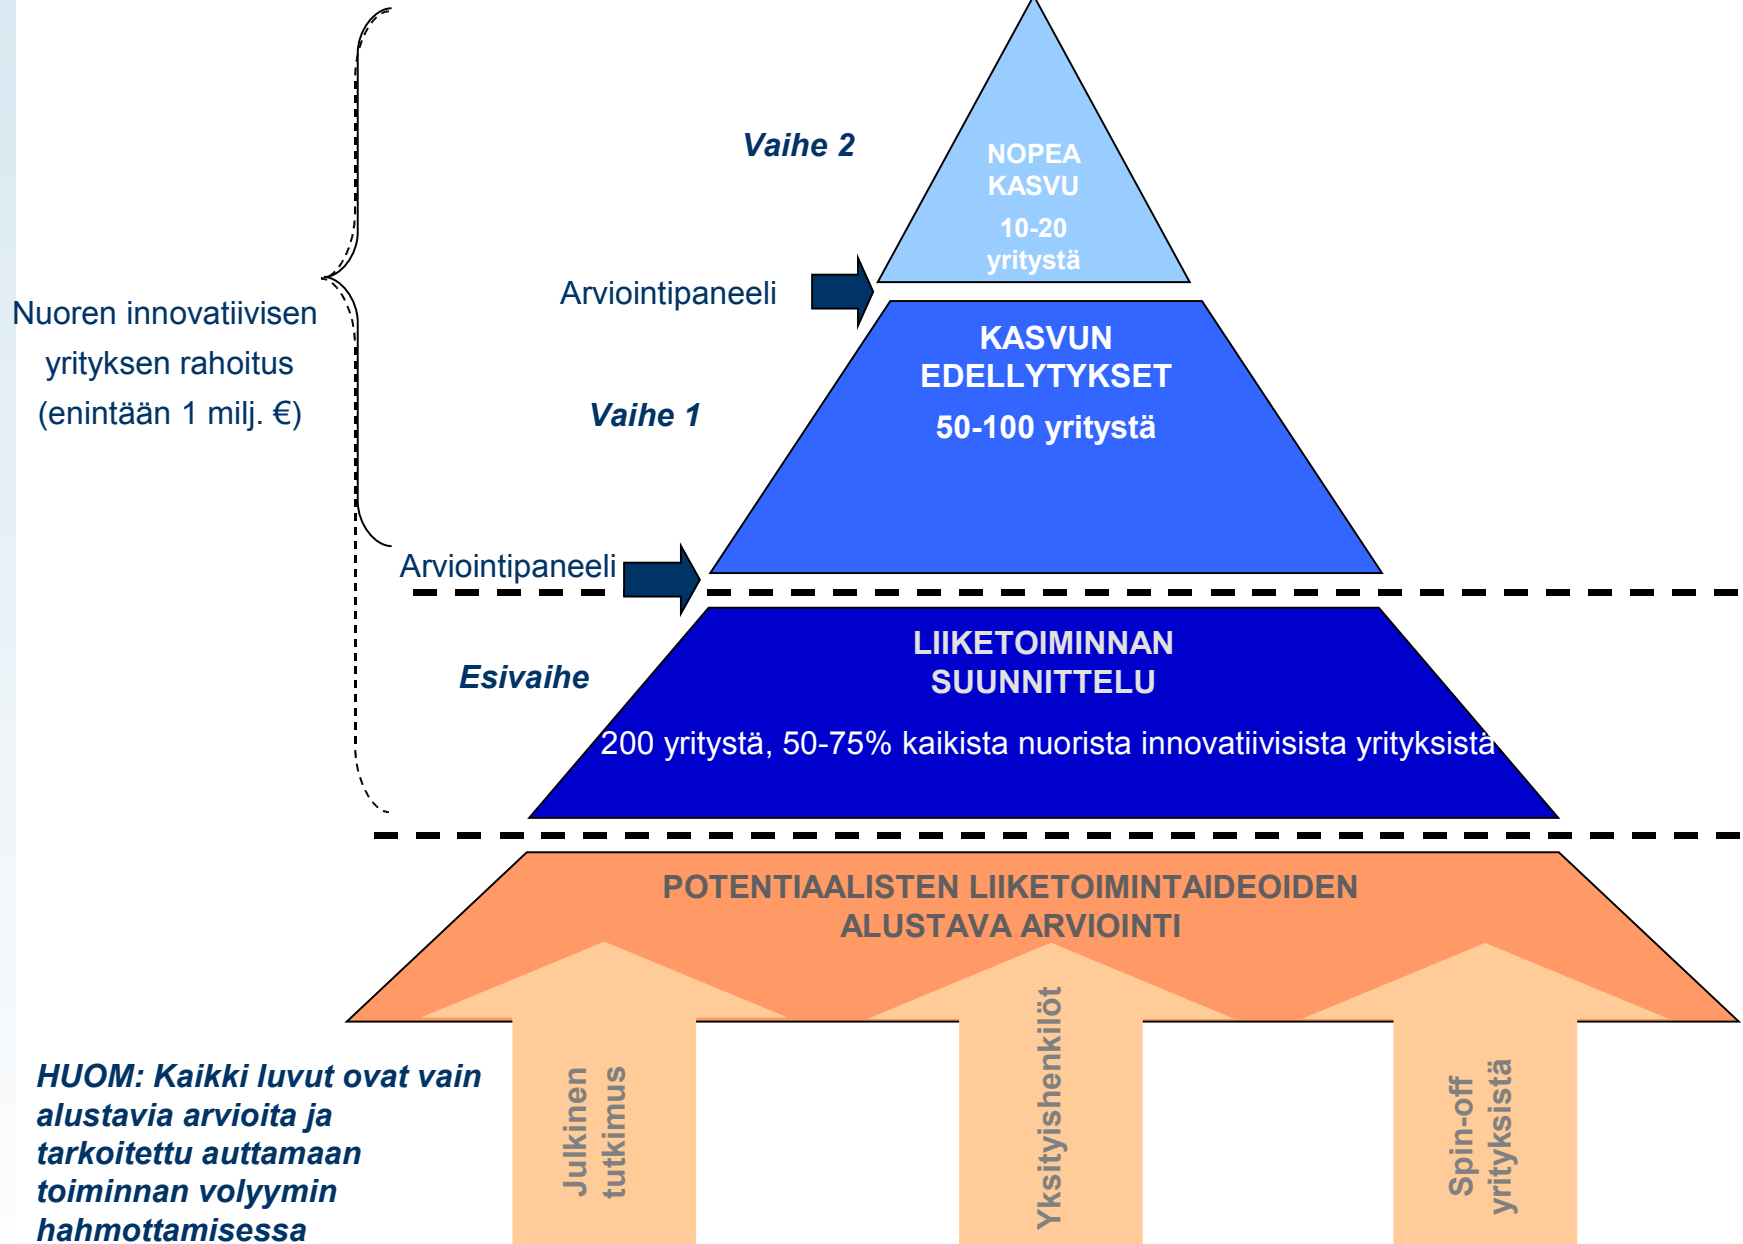 Vaihe 2
NOPEA
KASVU
10-20
yritystä
Arviointipaneeli
Nuoren innovatiivisen
yrityksen rahoitus
(enintään 1 milj. €)
KASVUN
EDELLYTYKSET
50-100 yritystä
Vaihe 1
Arviointipaneeli
LIIKETOIMINNAN
SUUNNITTELU
Esivaihe
200 yritystä, 50-75% kaikista nuorista innovatiivisista yrityksistä
POTENTIAALISTEN LIIKETOIMINTAIDEOIDEN
ALUSTAVA ARVIOINTI
Julkinen
tutkimus
Yksityishenkilöt
Spin-off
yrityksistä
HUOM: Kaikki luvut ovat vain
alustavia arvioita ja
tarkoitettu auttamaan
toiminnan volyymin
hahmottamisessa